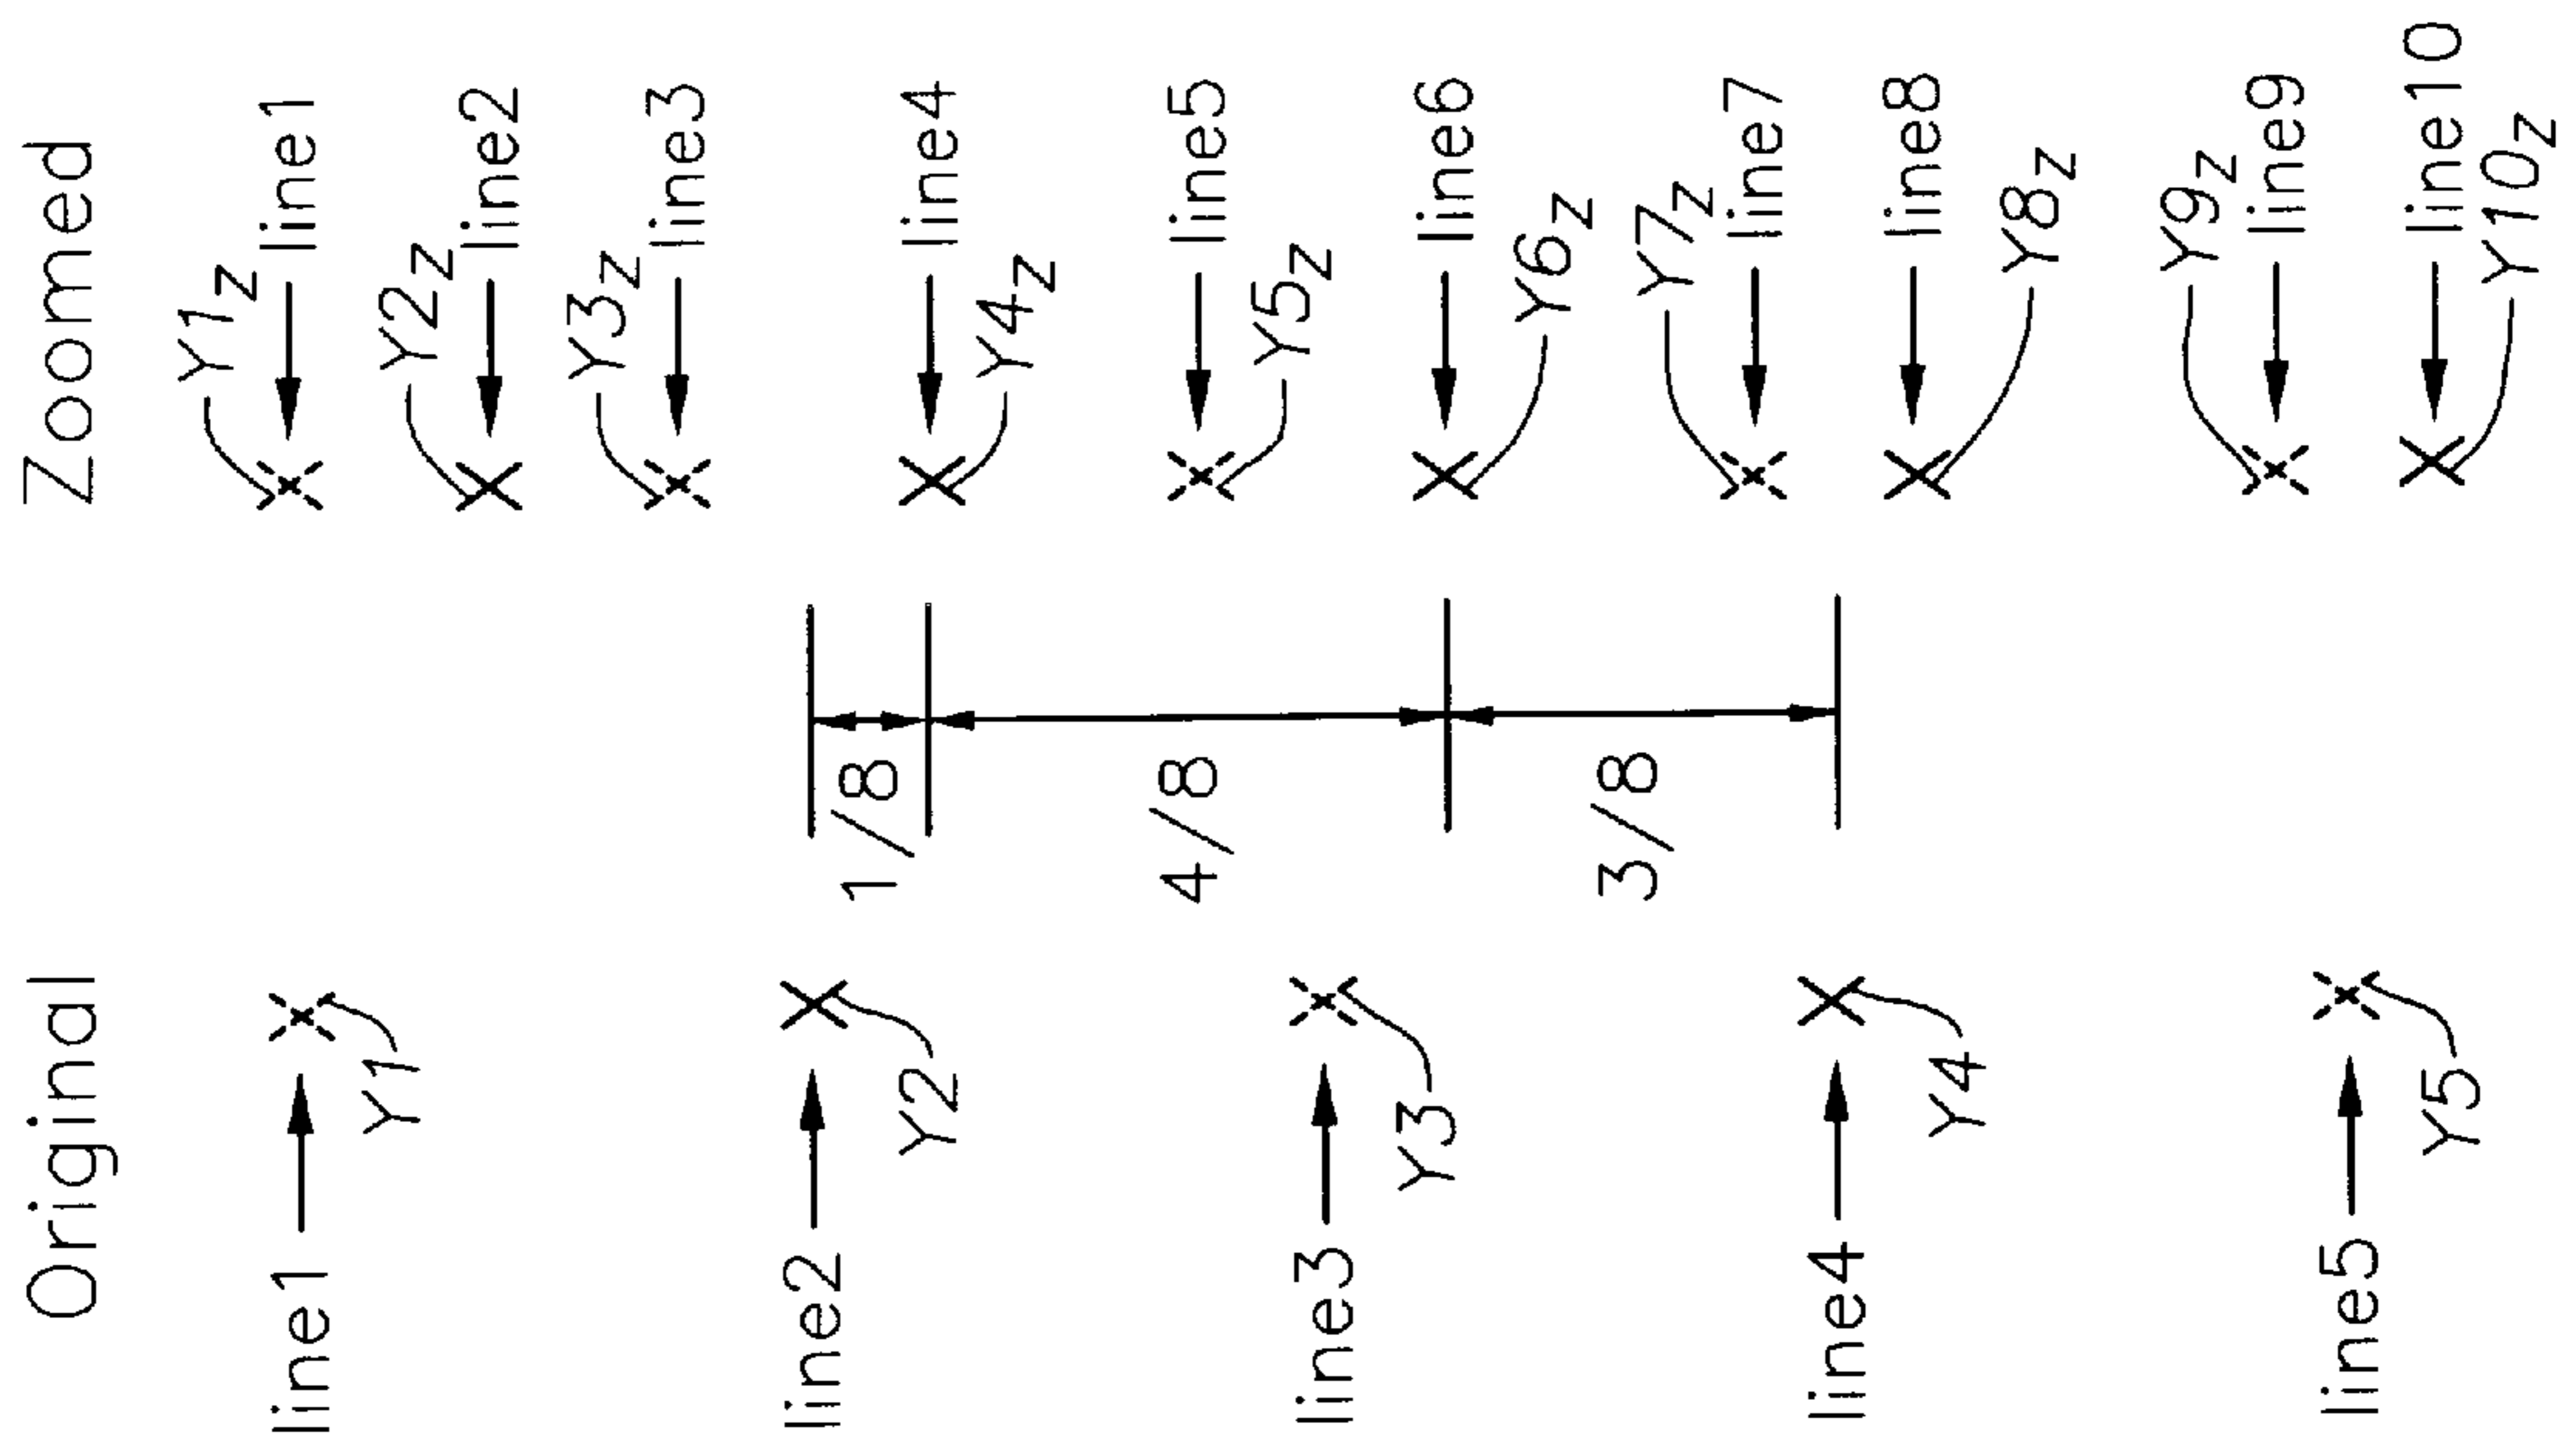 Original
Zoomed
line1
Y1
line2
Y2
line3
Y3
line4
Y4
line5
Y5
1/8
4/8
3/8
Y1Z
line1
Y2Z
line2
Y3Z
line3
line4
Y4Z
line5
Y5Z
line6
Y6Z
Y7Z
line7
line8
Y8Z
Y9Z
line9
line10
Y10Z